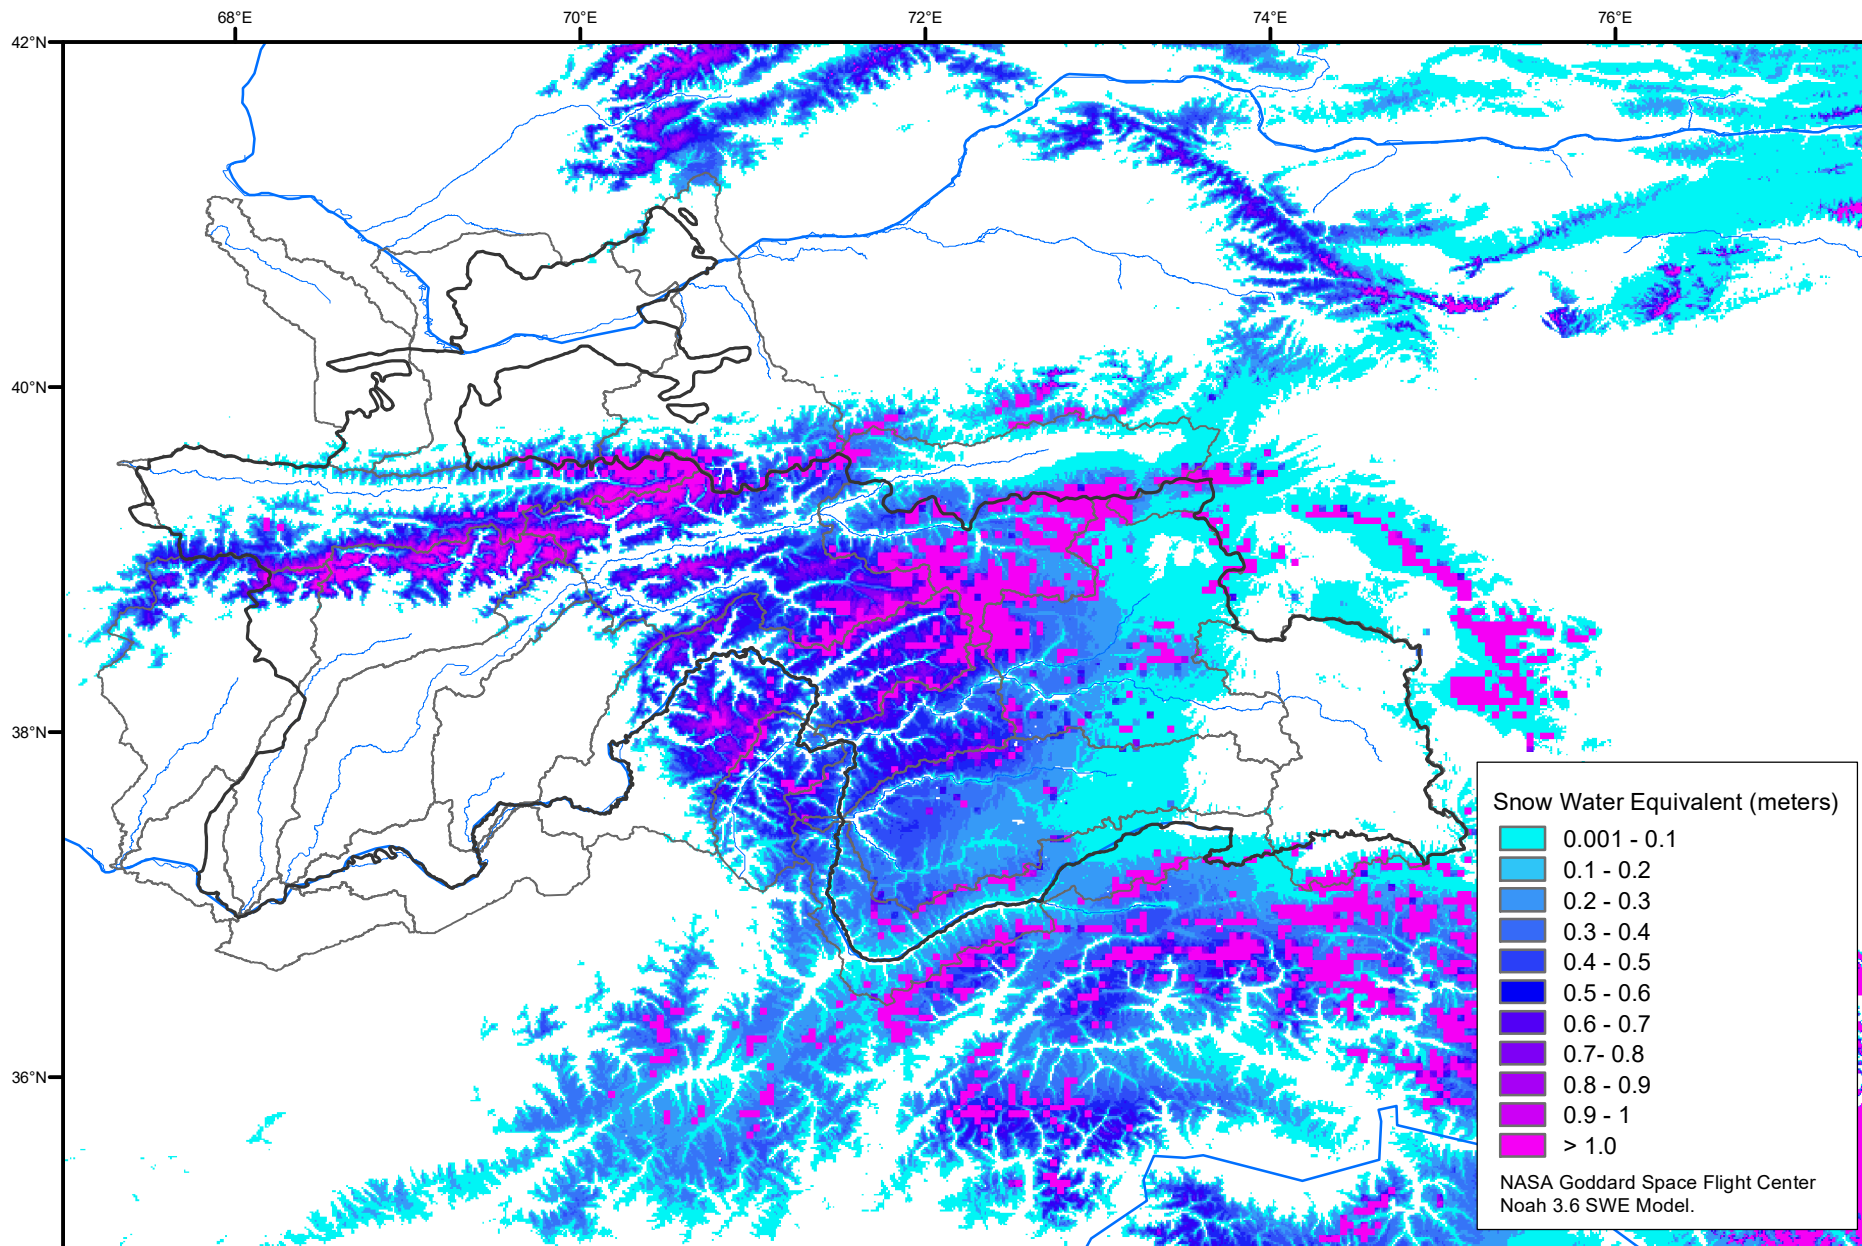 68°E 70°E 72°E 74°E 76°E
42°N
40°N
38°N
36°N
Snow Water Equivalent (meters)
0.001 - 0.1
0.1 - 0.2
0.2 - 0.3
0.3 - 0.4
0.4 - 0.5
0.5 - 0.6
0.6 - 0.7
0.7- 0.8
0.8 - 0.9
0.9 - 1
> 1.0
NASA Goddard Space Flight Center
Noah 3.6 SWE Model.